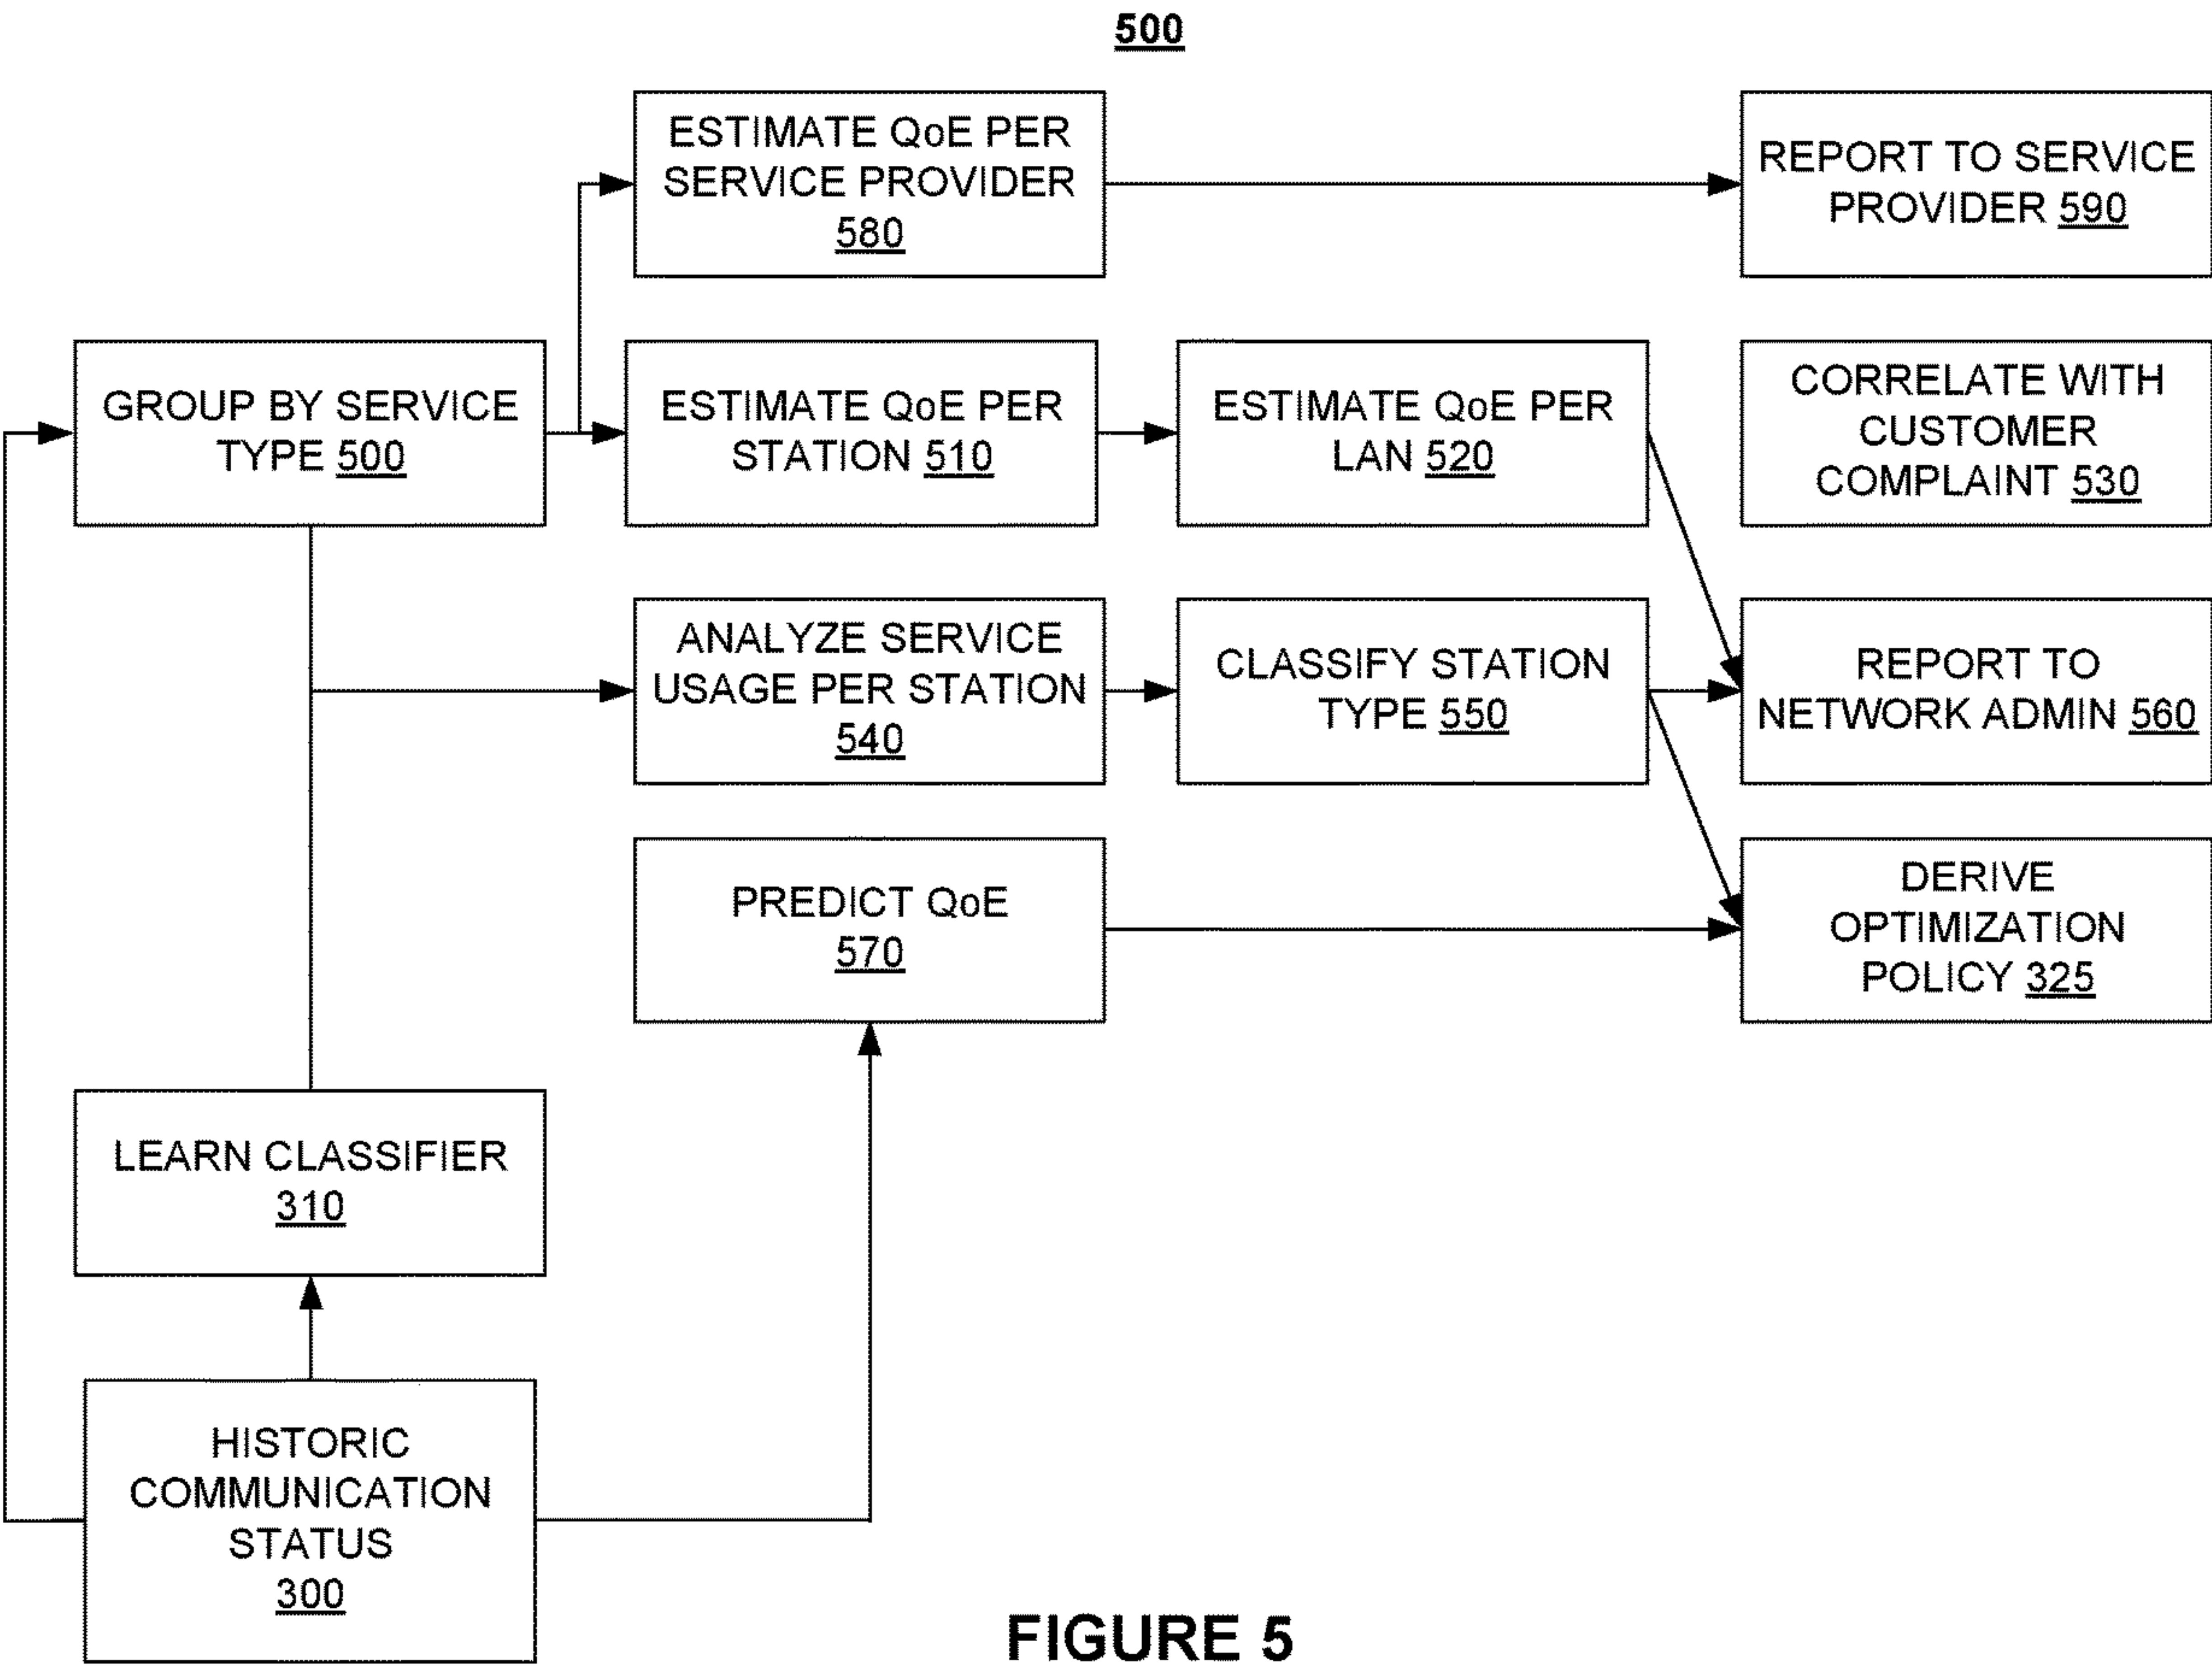 500
ESTIMATE QoE PER
SERVICE PROVIDER
580
REPORT TO SERVICE
PROVIDER 590
GROUP BY SERVICE
TYPE 500
ESTIMATE QoE PER
STATION 510
ESTIMATE QoE PER
LAN 520
CORRELATE WITH
CUSTOMER
COMPLAINT 530
ANALYZE SERVICE
USAGE PER STATION
540
CLASSIFY STATION
TYPE 550
REPORT TO
NETWORK ADMIN 560
PREDICT QoE
570
DERIVE
OPTIMIZATION
POLICY 325
LEARN CLASSIFIER
310
HISTORIC
COMMUNICATION
STATUS
300
FIGURE 5